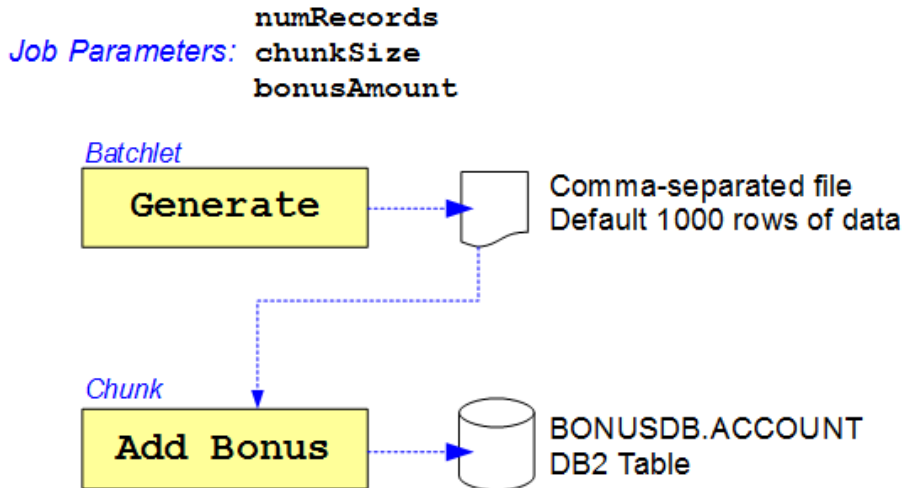 numRecords
Job Parameters: chunkSize
bonusAmount
Batchlet
Generate
Comma-separated file
Default 1000 rows of data
Chunk
Add Bonus
BONUSDB.ACCOUNT
DB2 Table